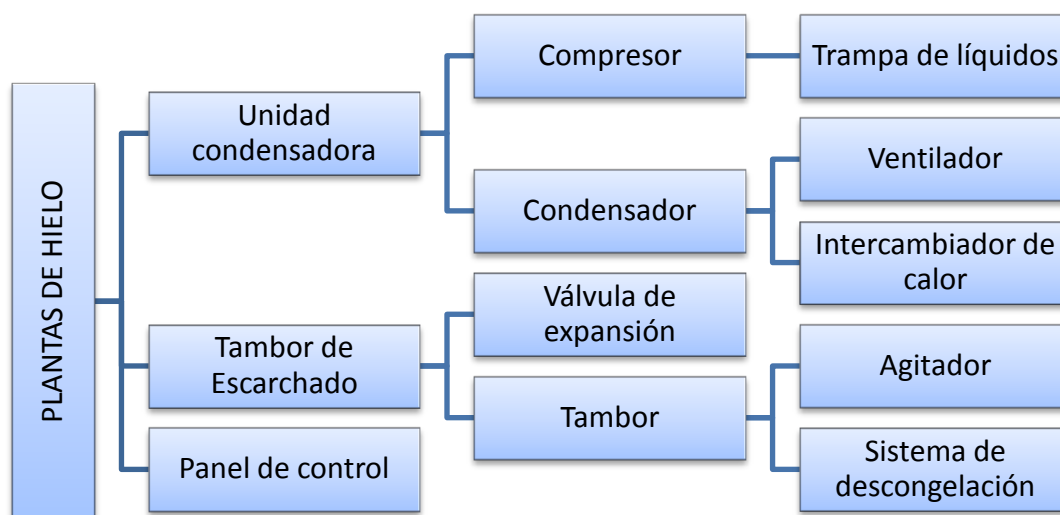 PLANTAS DE HIELO
Unidad
condensadora
Compresor
Trampa de líquidos
Condensador
Ventilador
Intercambiador de
calor
Tambor de
Escarchado
Válvula de
expansión
Tambor
Agitador
Sistema de
descongelación
Panel de control